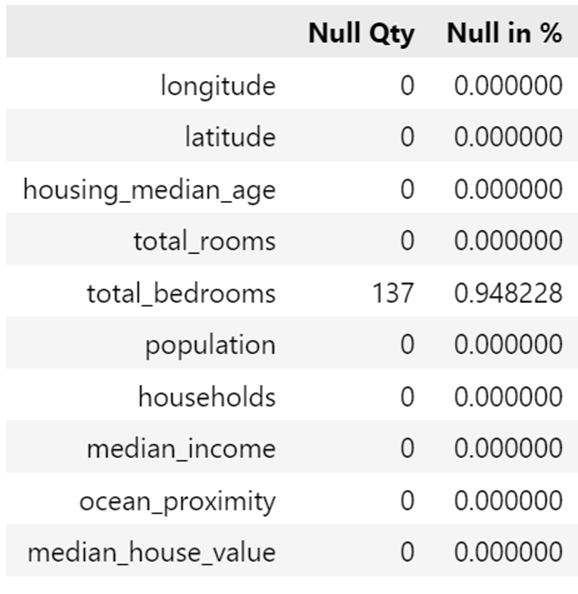 Null Qty Null in %
longitude 0 0.000000
latitude 0 0.000000
housing_median_age 0 0.000000
total_rooms 0 0.000000
total_bedrooms 137 0.948228
population 0 0.000000
households 0 0.000000
median_income 0 0.000000
ocean_proximity 0 0.000000
median_house_value 0 0.000000